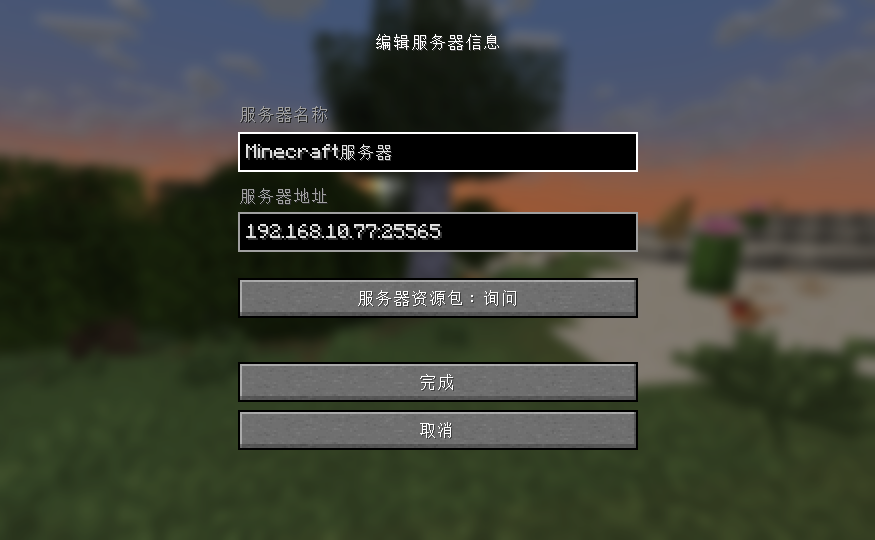 编辑服务器信息
服务器名称
Minecraft服务器
服务器地址
192.168.10.77:25565
服务器资源包：询问
完成
取消